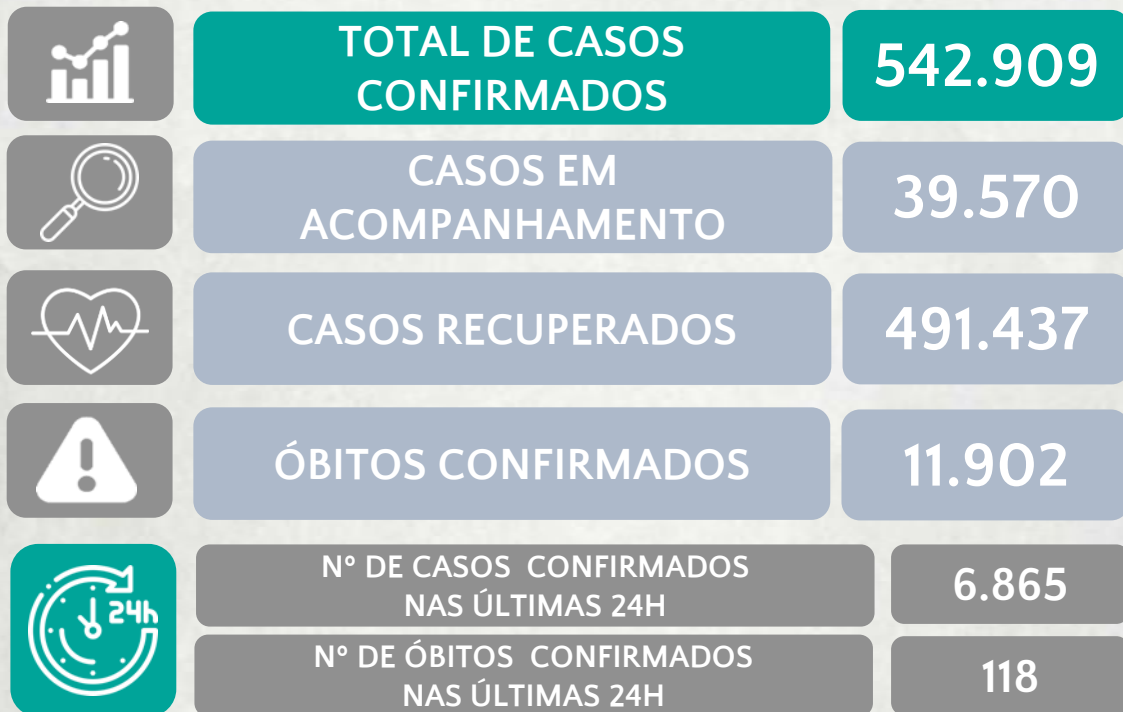 TOTAL DE CASOS
CONFIRMADOS
542.909
CASOS EM
ACOMPANHAMENTO
39.570
CASOS RECUPERADOS
491.437
ÓBITOS CONFIRMADOS
11.902
24h
Nº DE CASOS CONFIRMADOS
NAS ÚLTIMAS 24H
6.865
Nº DE ÓBITOS CONFIRMADOS
NAS ÚLTIMAS 24H
118